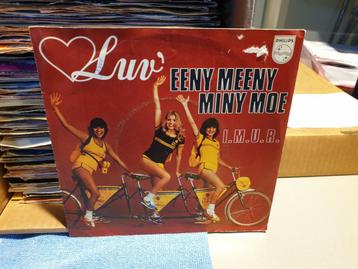 Luv'
PHILIPS
EENY MEENY
MINY MOE
I.M.U.R.